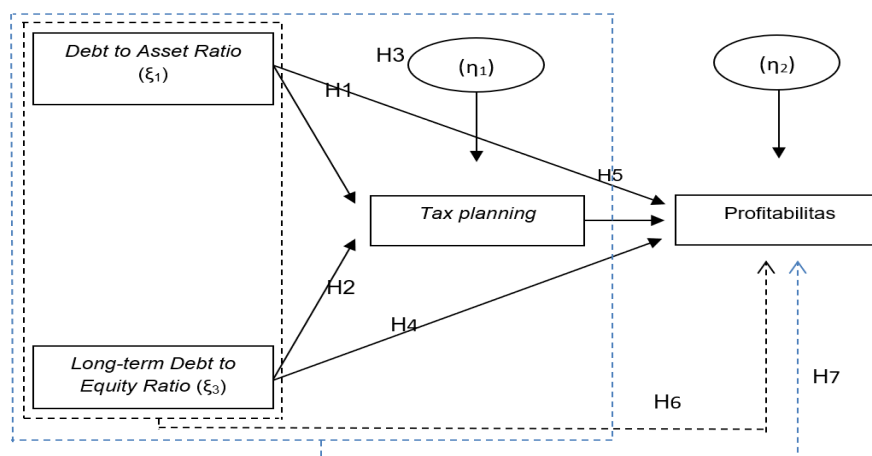 Debt to Asset Ratio
(ξ₁)
H3
(η₁)
(η₂)
H1
H5
Tax planning
Profitabilitas
H2
H4
Long-term Debt to
Equity Ratio (ξ₃)
H6
H7